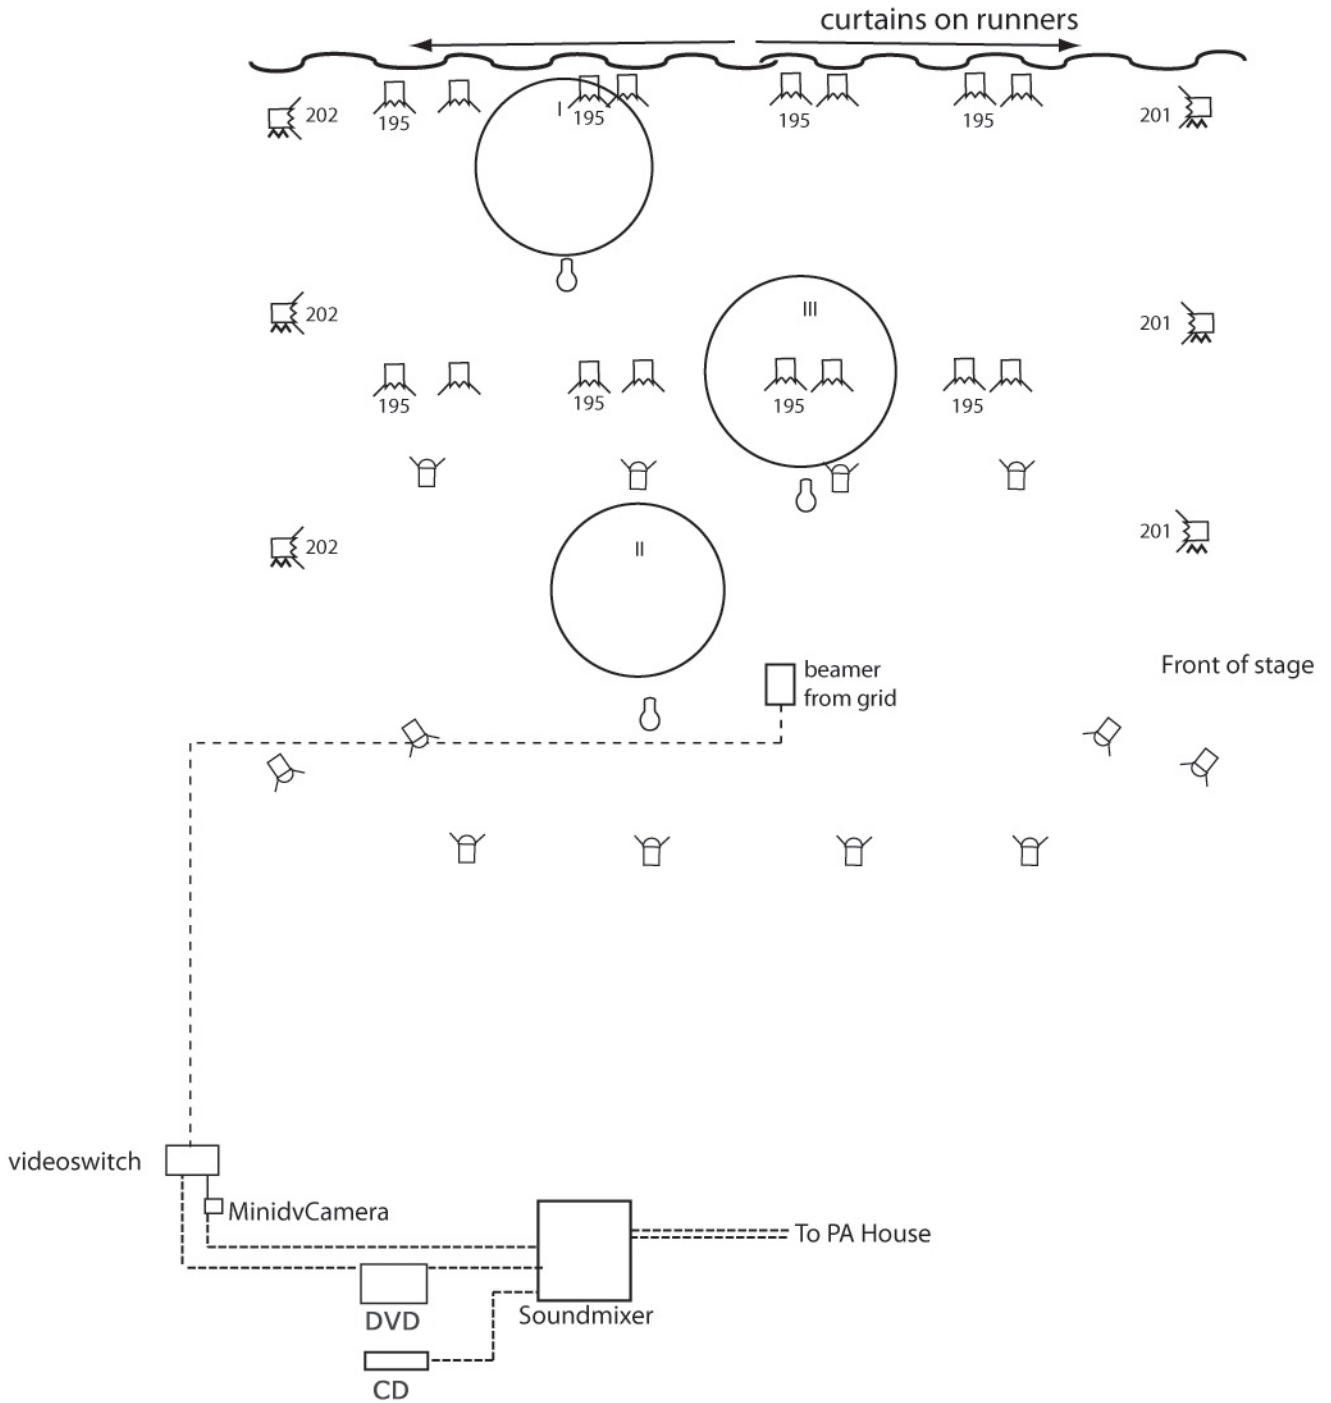 curtains on runners
202
195
I
195
195
195
201
202
III
201
195
195
195
195
202
II
201
beamer
from grid
Front of stage
videoswitch
MinidvCamera
To PA House
DVD
Soundmixer
CD